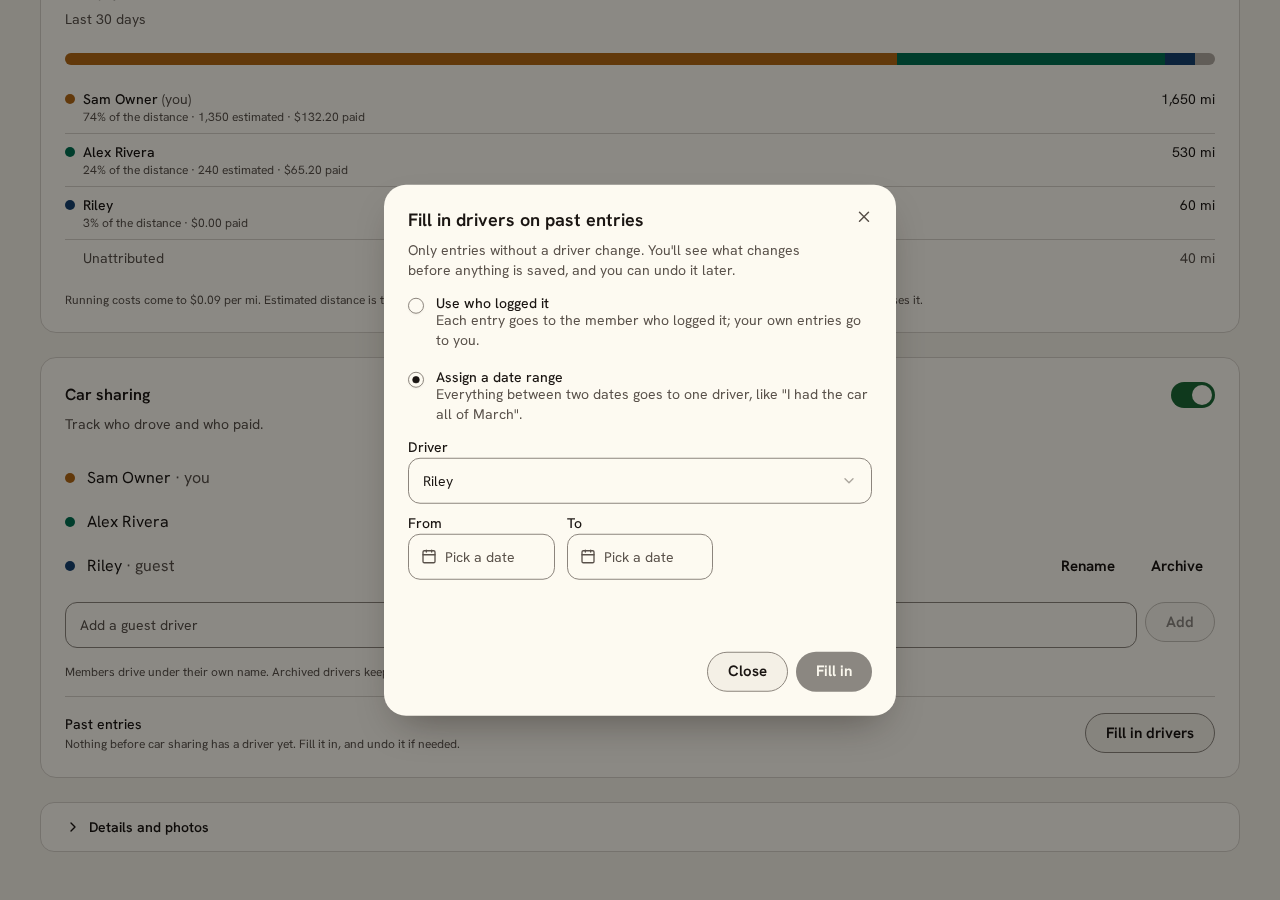 Last 30 days
Sam Owner (you)
1,650 mi
74% of the distance · 1,350 estimated · $132.20 paid
Alex Rivera
530 mi
24% of the distance · 240 estimated · $65.20 paid
Riley
60 mi
3% of the distance · $0.00 paid
Unattributed
40 mi
Running costs come to $0.09 per mi. Estimated distance is
Fill in drivers on past entries
Only entries without a driver change. You'll see what changes
before anything is saved, and you can undo it later.
Use who logged it
Each entry goes to the member who logged it; your own entries go
to you.
Assign a date range
Everything between two dates goes to one driver, like "I had the car
all of March".
Driver
Riley
From
To
Pick a date
Pick a date
Close
Fill in
Car sharing
Track who drove and who paid.
Sam Owner · you
Alex Rivera
Riley · guest
Rename
Archive
Add a guest driver
Add
Members drive under their own name. Archived drivers
Past entries
Nothing before car sharing has a driver yet. Fill it in, and undo it if needed.
Fill in drivers
Details and photos